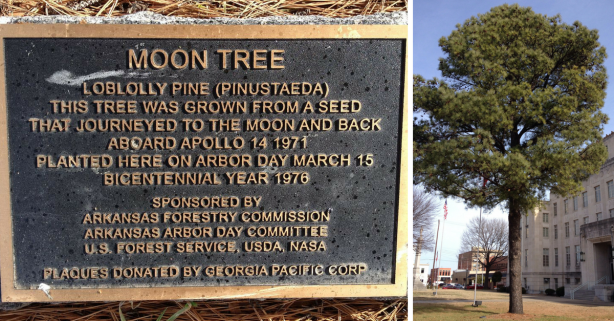 MOON TREE
LOBLOLLY PINE (PINUSTAEDA)
THIS TREE WAS GROWN FROM A SEED
THAT JOURNEYED TO THE MOON AND BACK
ABOARD APOLLO 14 1971
PLANTED HERE ON ARBOR DAY MARCH 15
BICENTENNIAL YEAR 1976
SPONSORED BY
ARKANSAS FORESTRY COMMISSION
ARKANSAS ARBOR DAY COMMITTEE
U.S. FOREST SERVICE, USDA, NASA
PLAQUES DONATED BY GEORGIA PACIFIC CORP